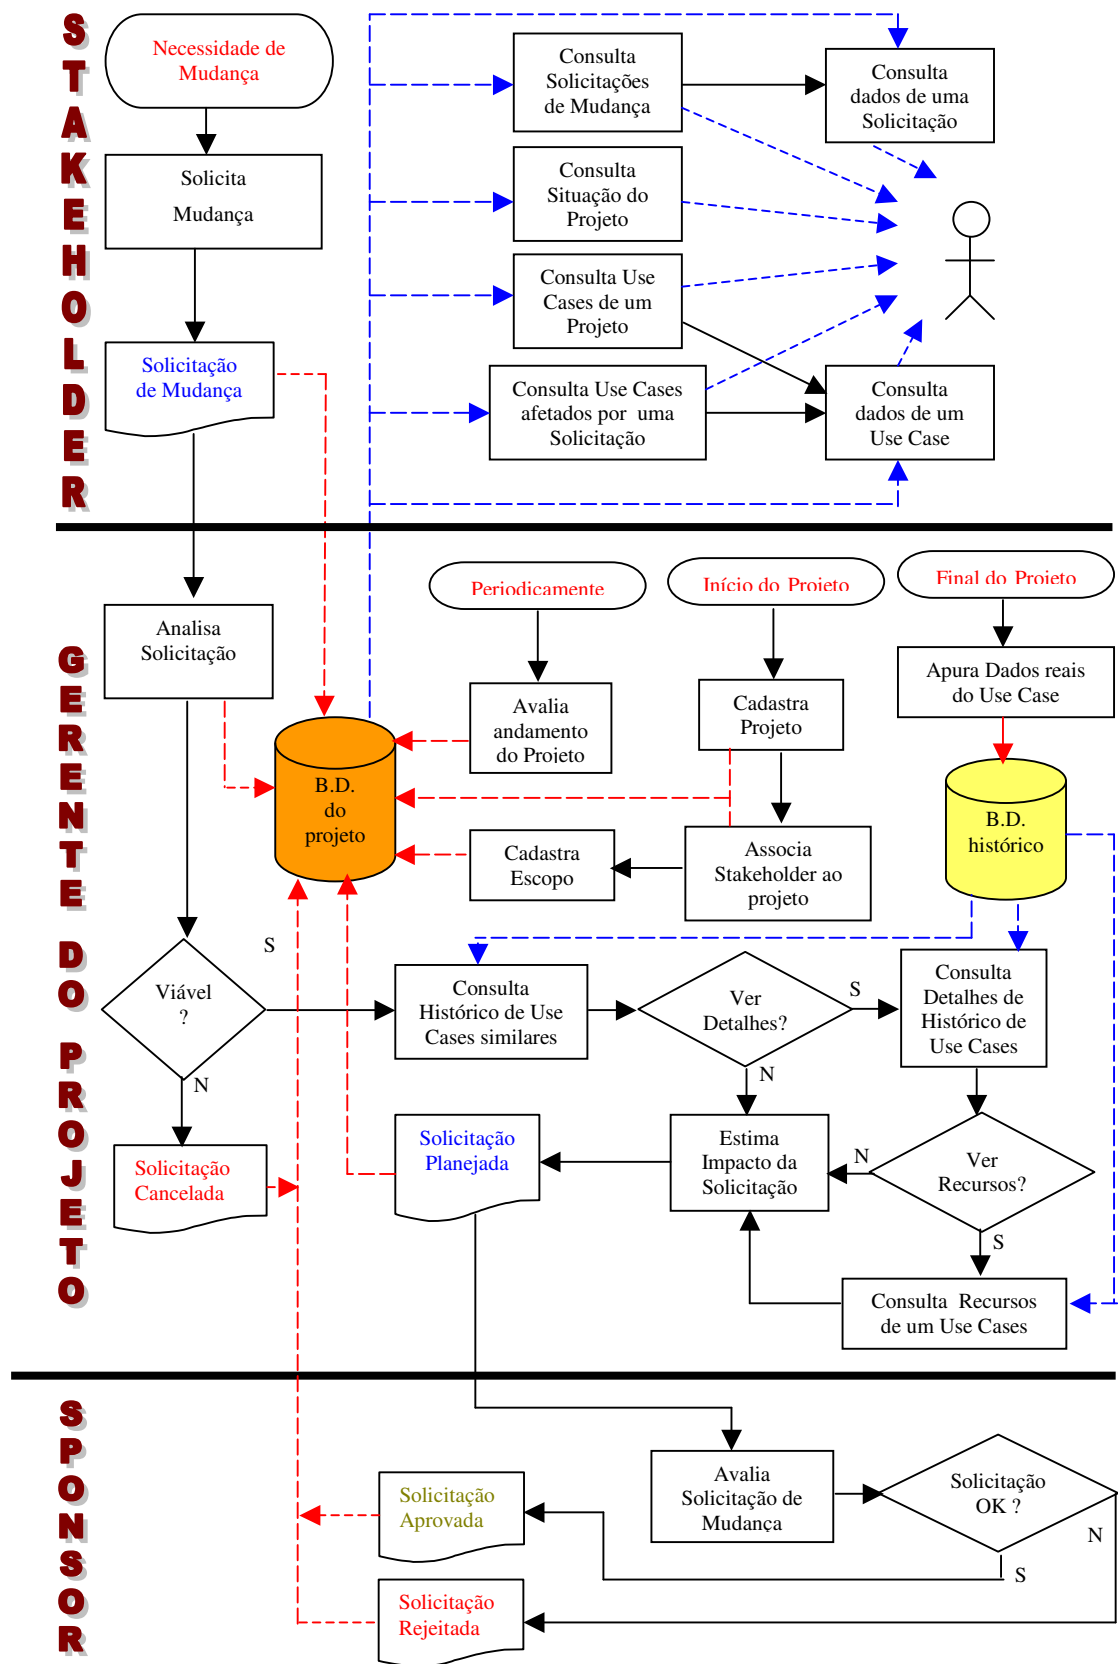 STAKEHOLDER
Necessidade de
Mudança
Solicita
Mudança
Solicitação
de Mudança
Consulta
Solicitações
de Mudança
Consulta
dados de uma
Solicitação
Consulta
Situação do
Projeto
Consulta Use
Cases de um
Projeto
Consulta Use Cases
afetados por uma
Solicitação
Consulta
dados de um
Use Case
GERENTE DO PROJETO
Analisa
Solicitação
Periodicamente
Início do Projeto
Final do Projeto
Avalia
andamento
do Projeto
Cadastra
Projeto
Apura Dados reais
do Use Case
B.D.
do
projeto
Cadastra
Escopo
Associa
Stakeholder ao
projeto
B.D.
histórico
Viável
?
S
N
Consulta
Histórico de Use
Cases similares
Ver
Detalhes?
S
N
Consulta
Detalhes de
Histórico de
Use Cases
Solicitação
Cancelada
Solicitação
Planejada
Estima
Impacto da
Solicitação
N
Ver
Recursos?
S
Consulta Recursos
de um Use Cases
SPONSOR
Avalia
Solicitação de
Mudança
Solicitação
OK ?
N
S
Solicitação
Aprovada
Solicitação
Rejeitada